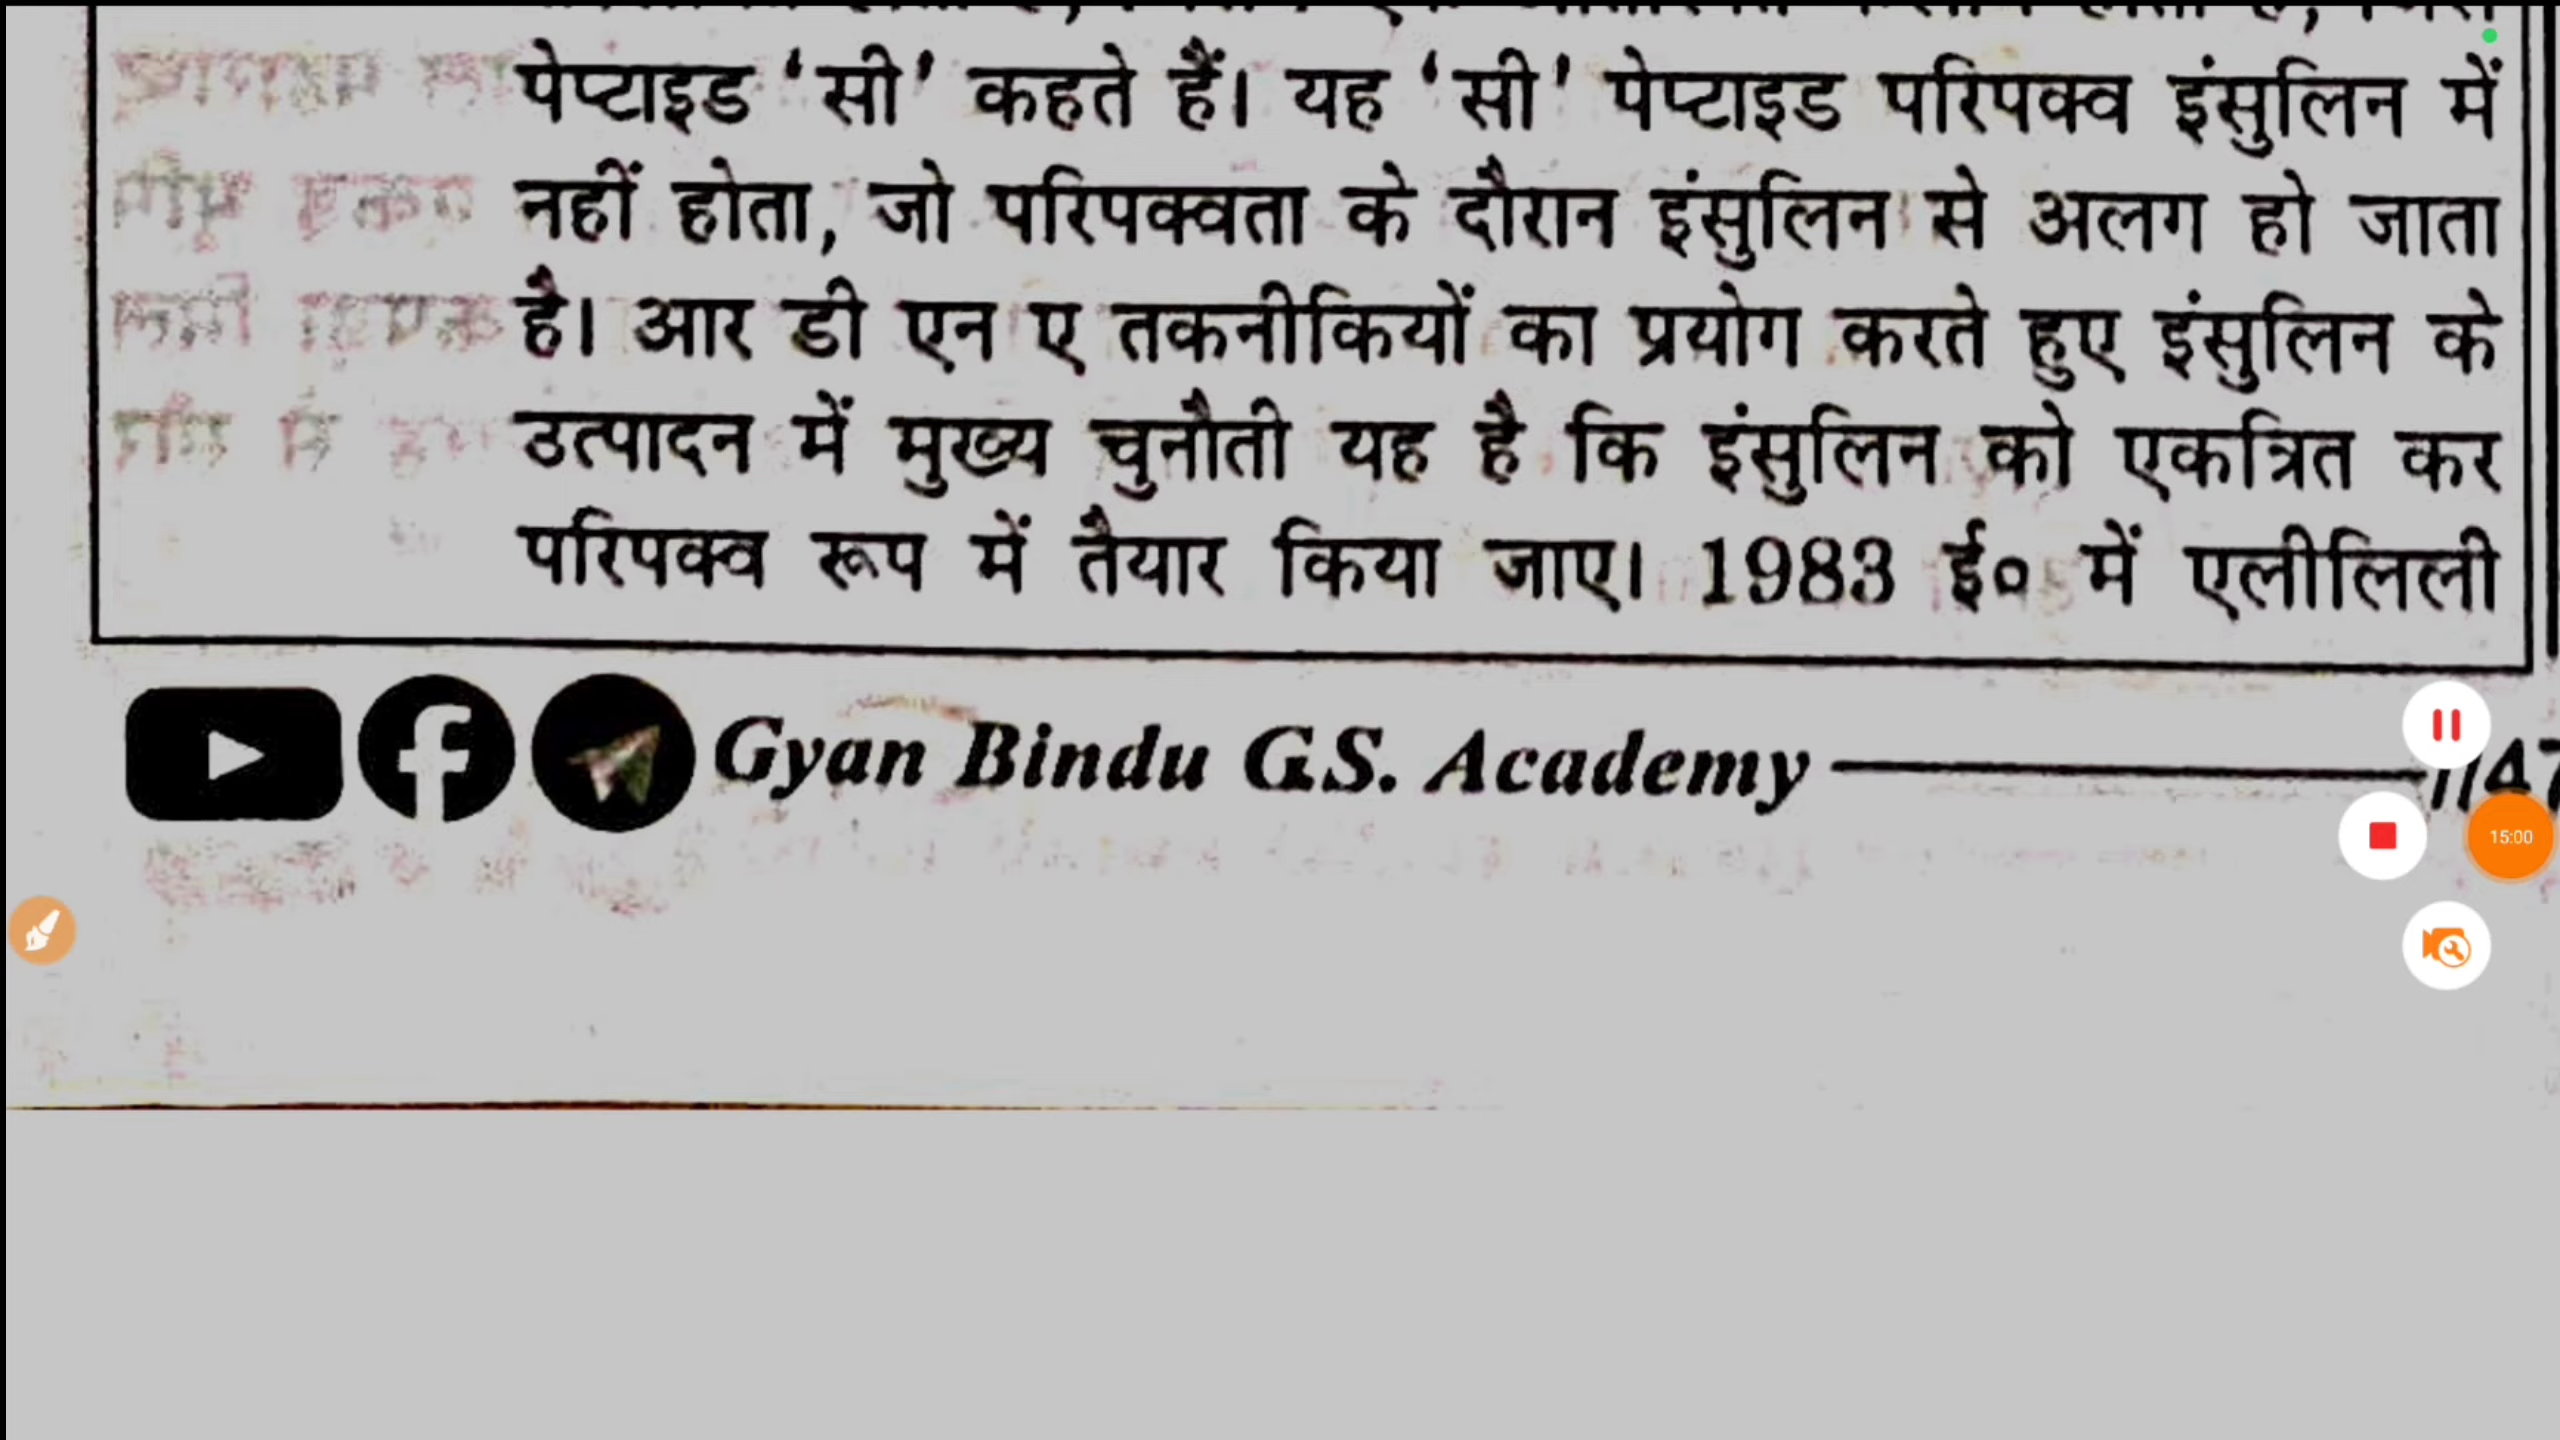 पेप्टाइड 'सी' कहते हैं। यह 'सी' पेप्टाइड परिपक्व इंसुलिन में
नहीं होता, जो परिपक्वता के दौरान इंसुलिन से अलग हो जाता
है। आर डी एन ए तकनीकियों का प्रयोग करते हुए इंसुलिन के
उत्पादन में मुख्य चुनौती यह है कि इंसुलिन को एकत्रित कर
परिपक्व रूप में तैयार किया जाए। 1983 ई० में एलीलिली
Gyan Bindu G.S. Academy
15:00